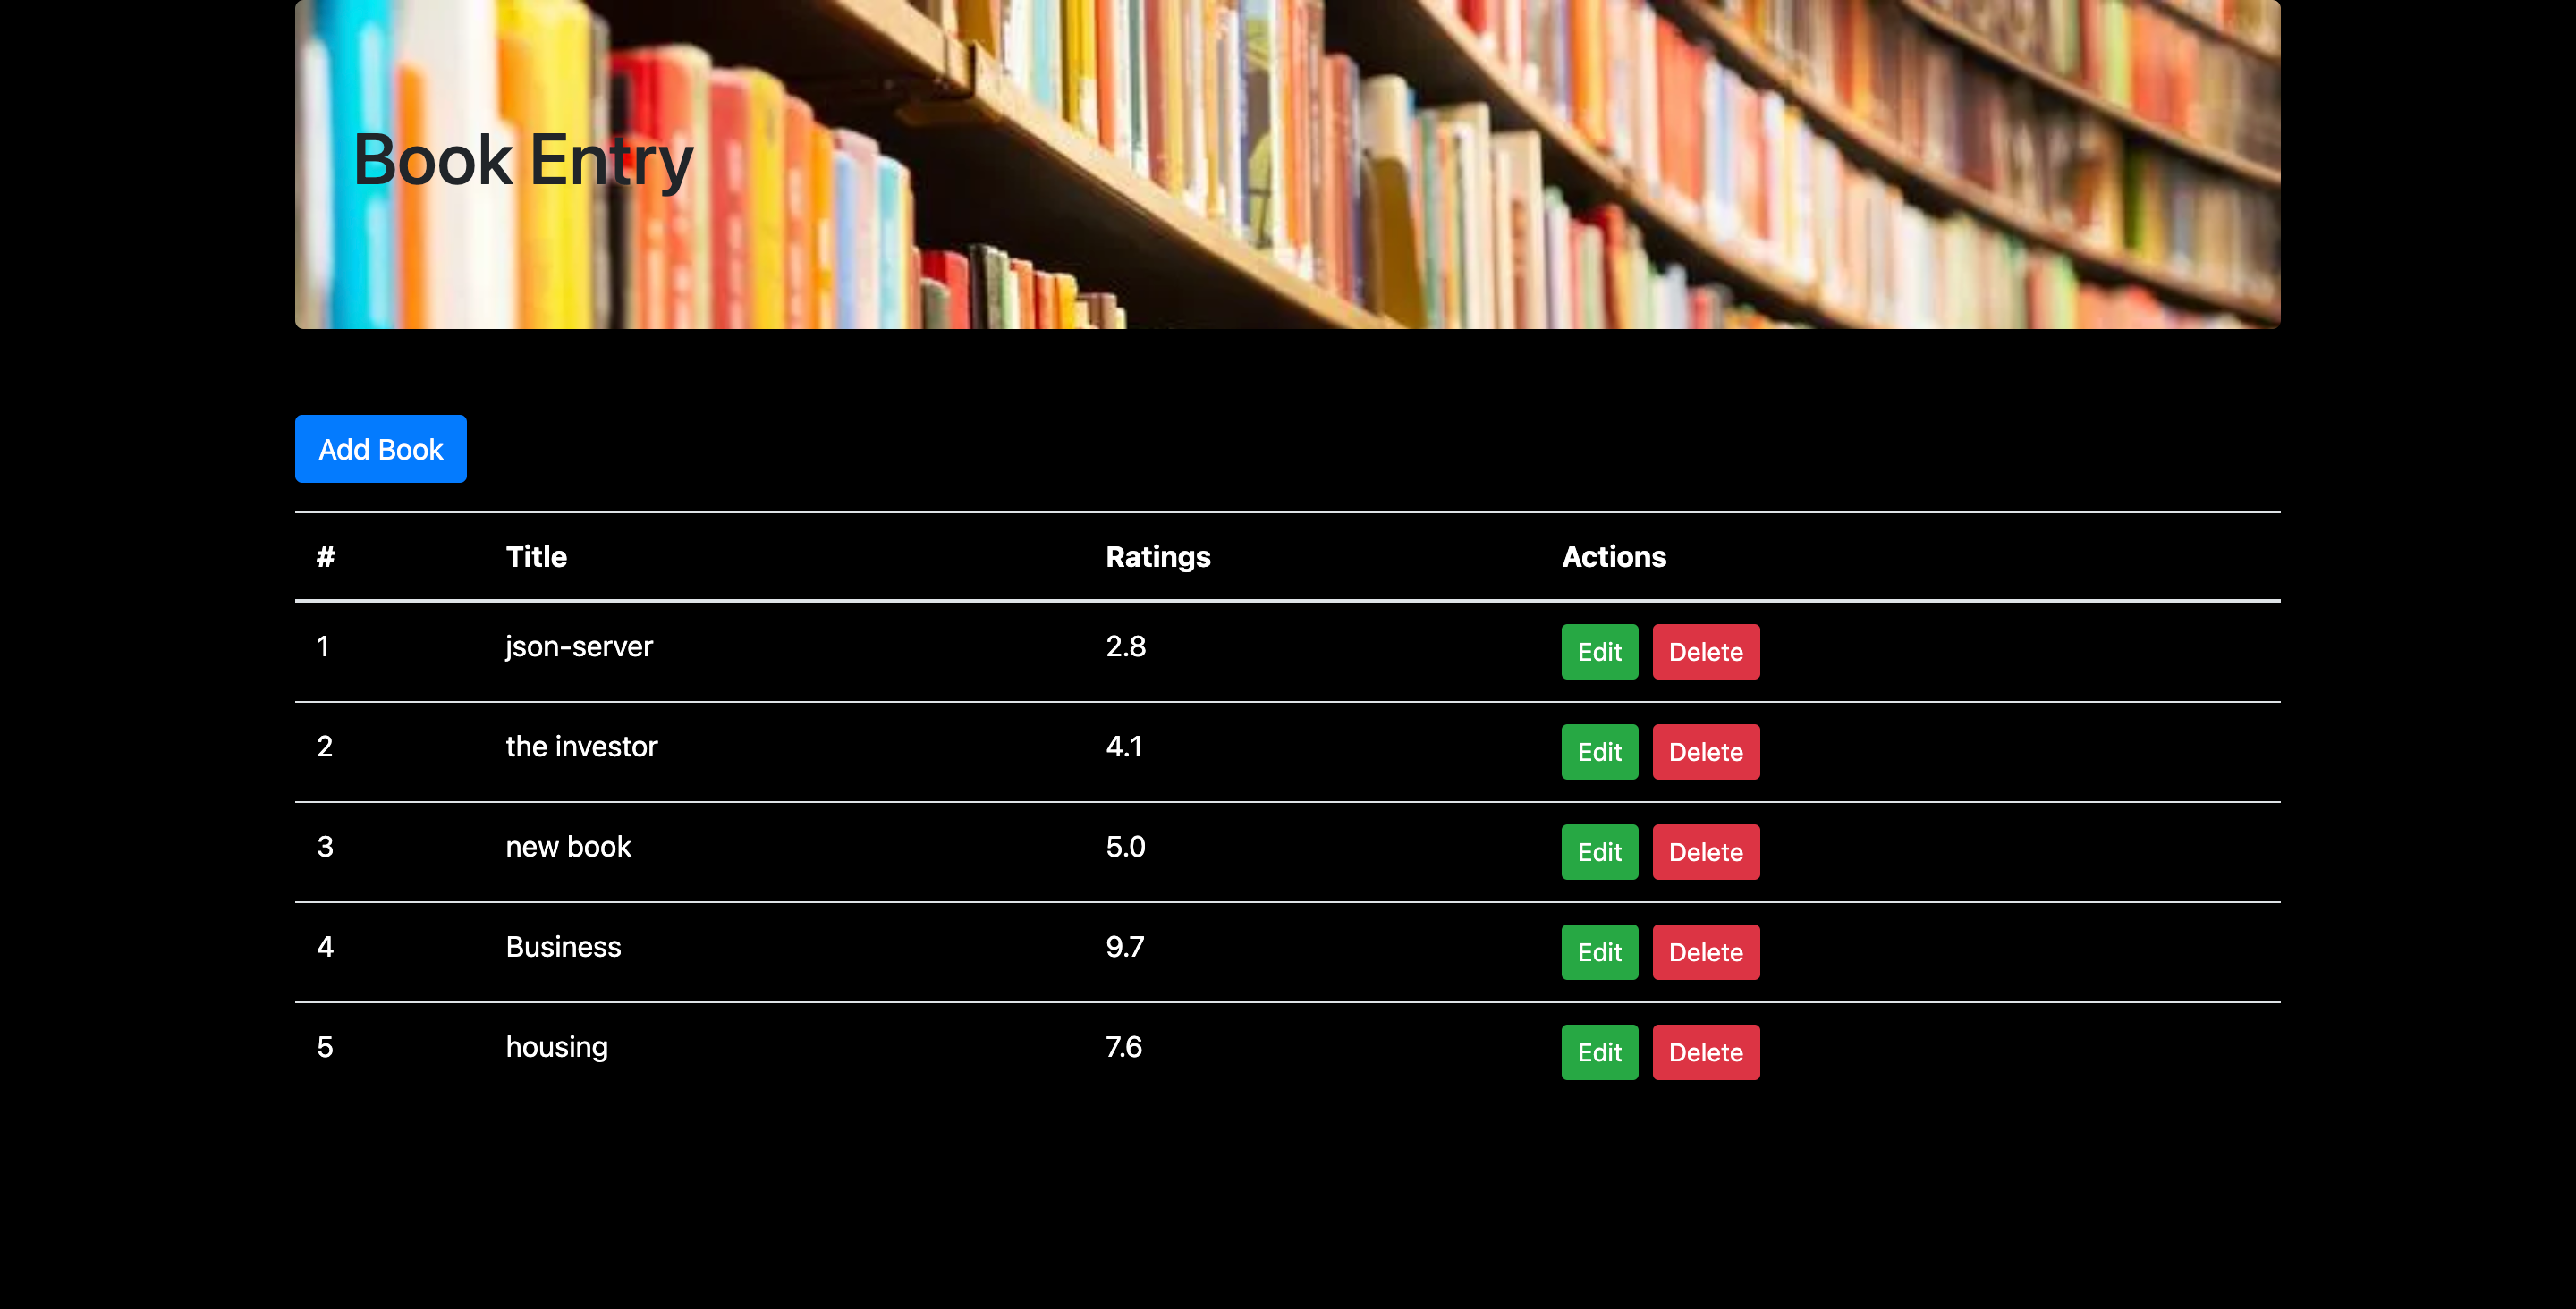 Book Entry
Add Book
# Title Ratings Actions
1 json-server 2.8 Edit Delete
2 the investor 4.1 Edit Delete
3 new book 5.0 Edit Delete
4 Business 9.7 Edit Delete
5 housing 7.6 Edit Delete